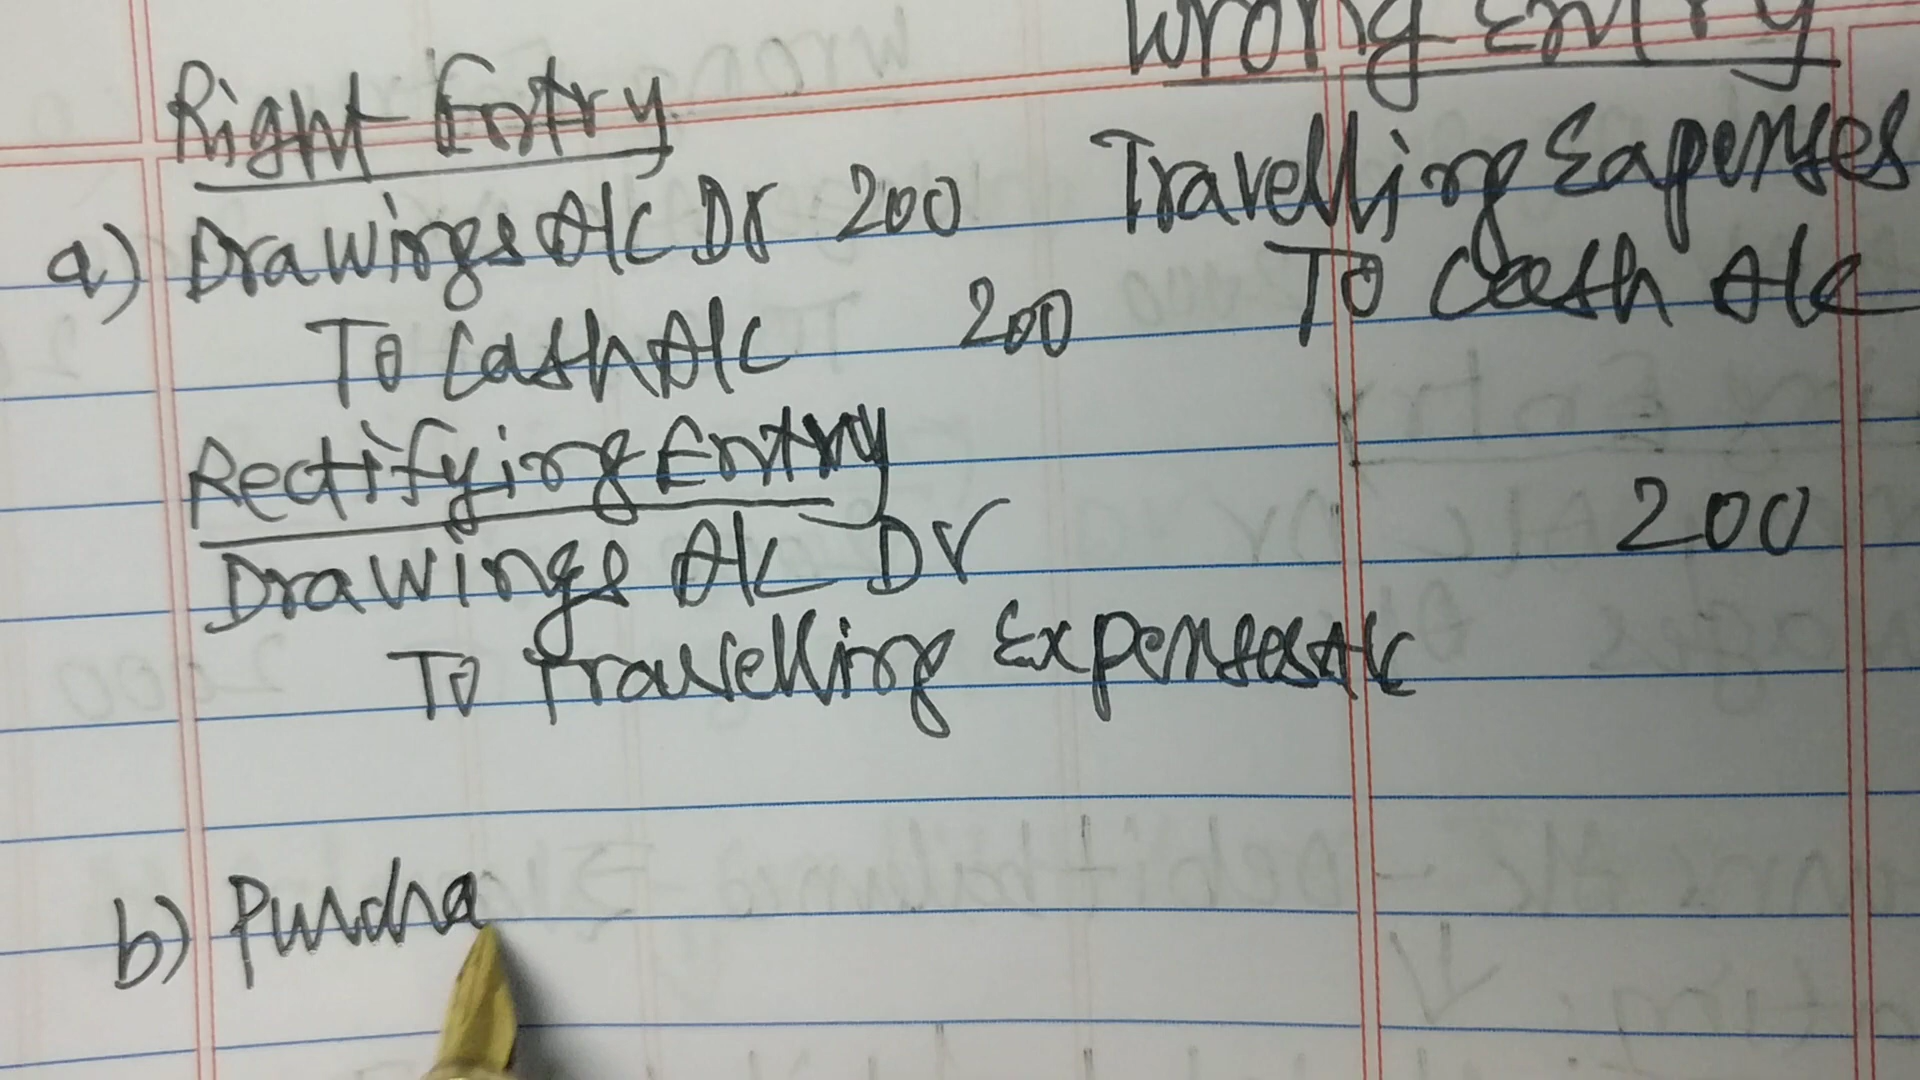 Wrong Entry
Right Entry
a) Drawings A/C Dr 200
To Cash A/C 200
Travelling Expenses
To Cash A/C
Rectifying Entry
Drawings A/C Dr 200
To Travelling Expenses A/C
b) Purcha